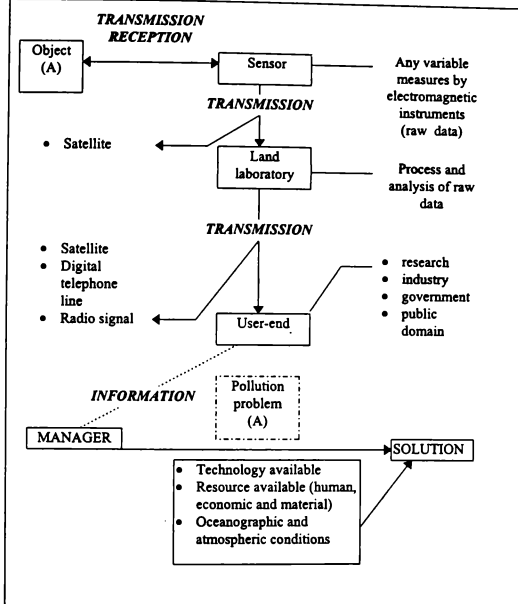 TRANSMISSION
RECEPTION
Object
(A)
Sensor
Any variable
measures by
electromagnetic
instruments
(raw data)
TRANSMISSION
• Satellite
Land
laboratory
Process and
analysis of raw
data
TRANSMISSION
• Satellite
• Digital
telephone
line
• Radio signal
• research
• industry
• government
• public
domain
User-end
INFORMATION
Pollution
problem
(A)
MANAGER
SOLUTION
• Technology available
• Resource available (human,
economic and material)
• Oceanographic and
atmospheric conditions